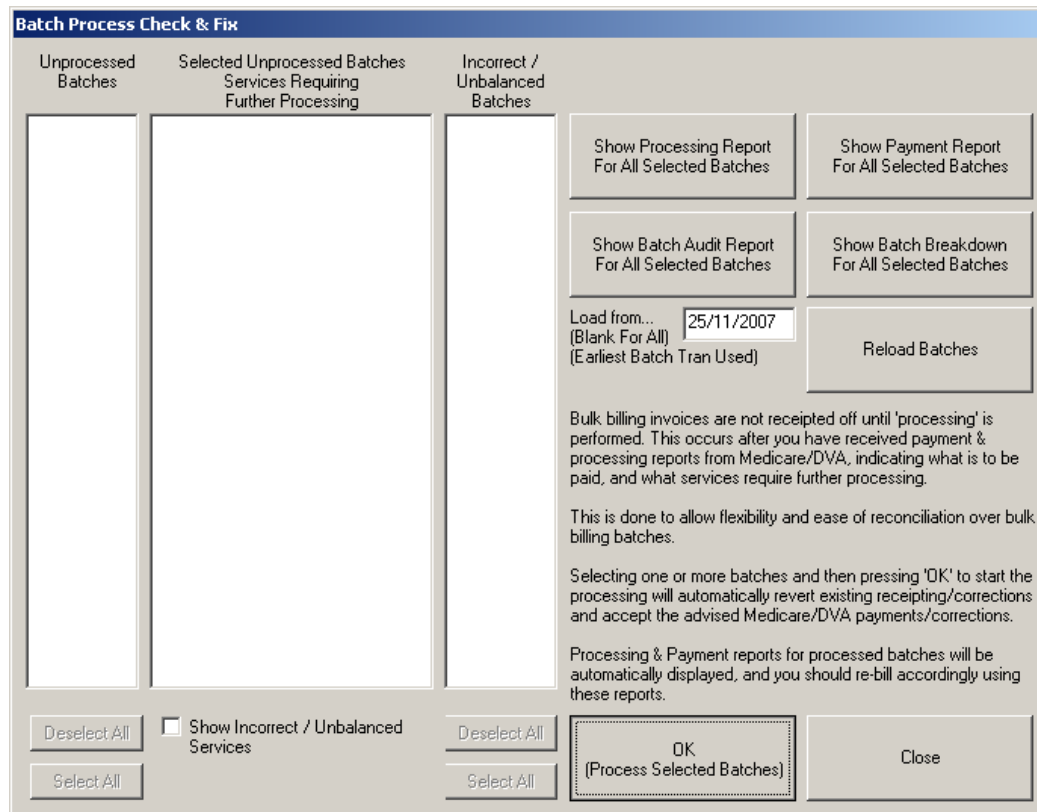 Batch Process Check & Fix
Unprocessed
Batches
Selected Unprocessed Batches
Services Requiring
Further Processing
Incorrect /
Unbalanced
Batches
Show Processing Report
For All Selected Batches
Show Payment Report
For All Selected Batches
Show Batch Audit Report
For All Selected Batches
Show Batch Breakdown
For All Selected Batches
Load from...
(Blank For All)
(Earliest Batch Tran Used)
25/11/2007
Reload Batches
Bulk billing invoices are not receipted off until 'processing' is
performed. This occurs after you have received payment &
processing reports from Medicare/DVA, indicating what is to be
paid, and what services require further processing.
This is done to allow flexibility and ease of reconciliation over bulk
billing batches.
Selecting one or more batches and then pressing 'OK' to start the
processing will automatically revert existing receipting/corrections
and accept the advised Medicare/DVA payments/corrections.
Processing & Payment reports for processed batches will be
automatically displayed, and you should re-bill accordingly using
these reports.
Deselect All
Select All
Show Incorrect / Unbalanced
Services
Deselect All
Select All
OK
(Process Selected Batches)
Close